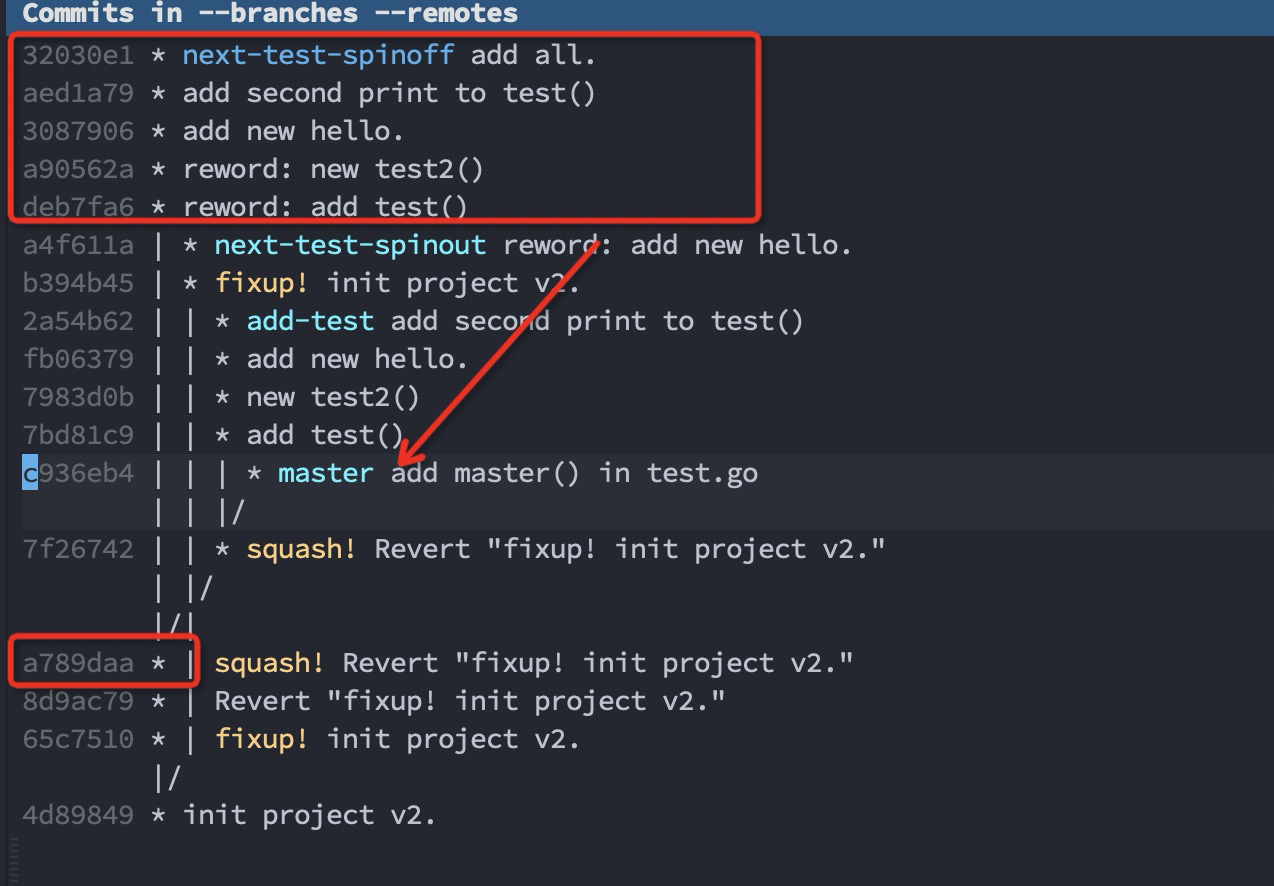 Commits in --branches --remotes
32030e1 * next-test-spinoff add all.
aed1a79 * add second print to test()
3087906 * add new hello.
a90562a * reword: new test2()
deb7fa6 * reword: add test()
a4f611a | * next-test-spinout reword: add new hello.
b394b45 | * fixup! init project v2.
2a54b62 | | * add-test add second print to test()
fb06379 | | * add new hello.
7983d0b | | * new test2()
7bd81c9 | | * add test()
c936eb4 | | | * master add master() in test.go
| | |/
7f26742 | | * squash! Revert "fixup! init project v2."
| |/
|/|
a789daa * | squash! Revert "fixup! init project v2."
8d9ac79 * | Revert "fixup! init project v2."
65c7510 * | fixup! init project v2.
|/
4d89849 * init project v2.